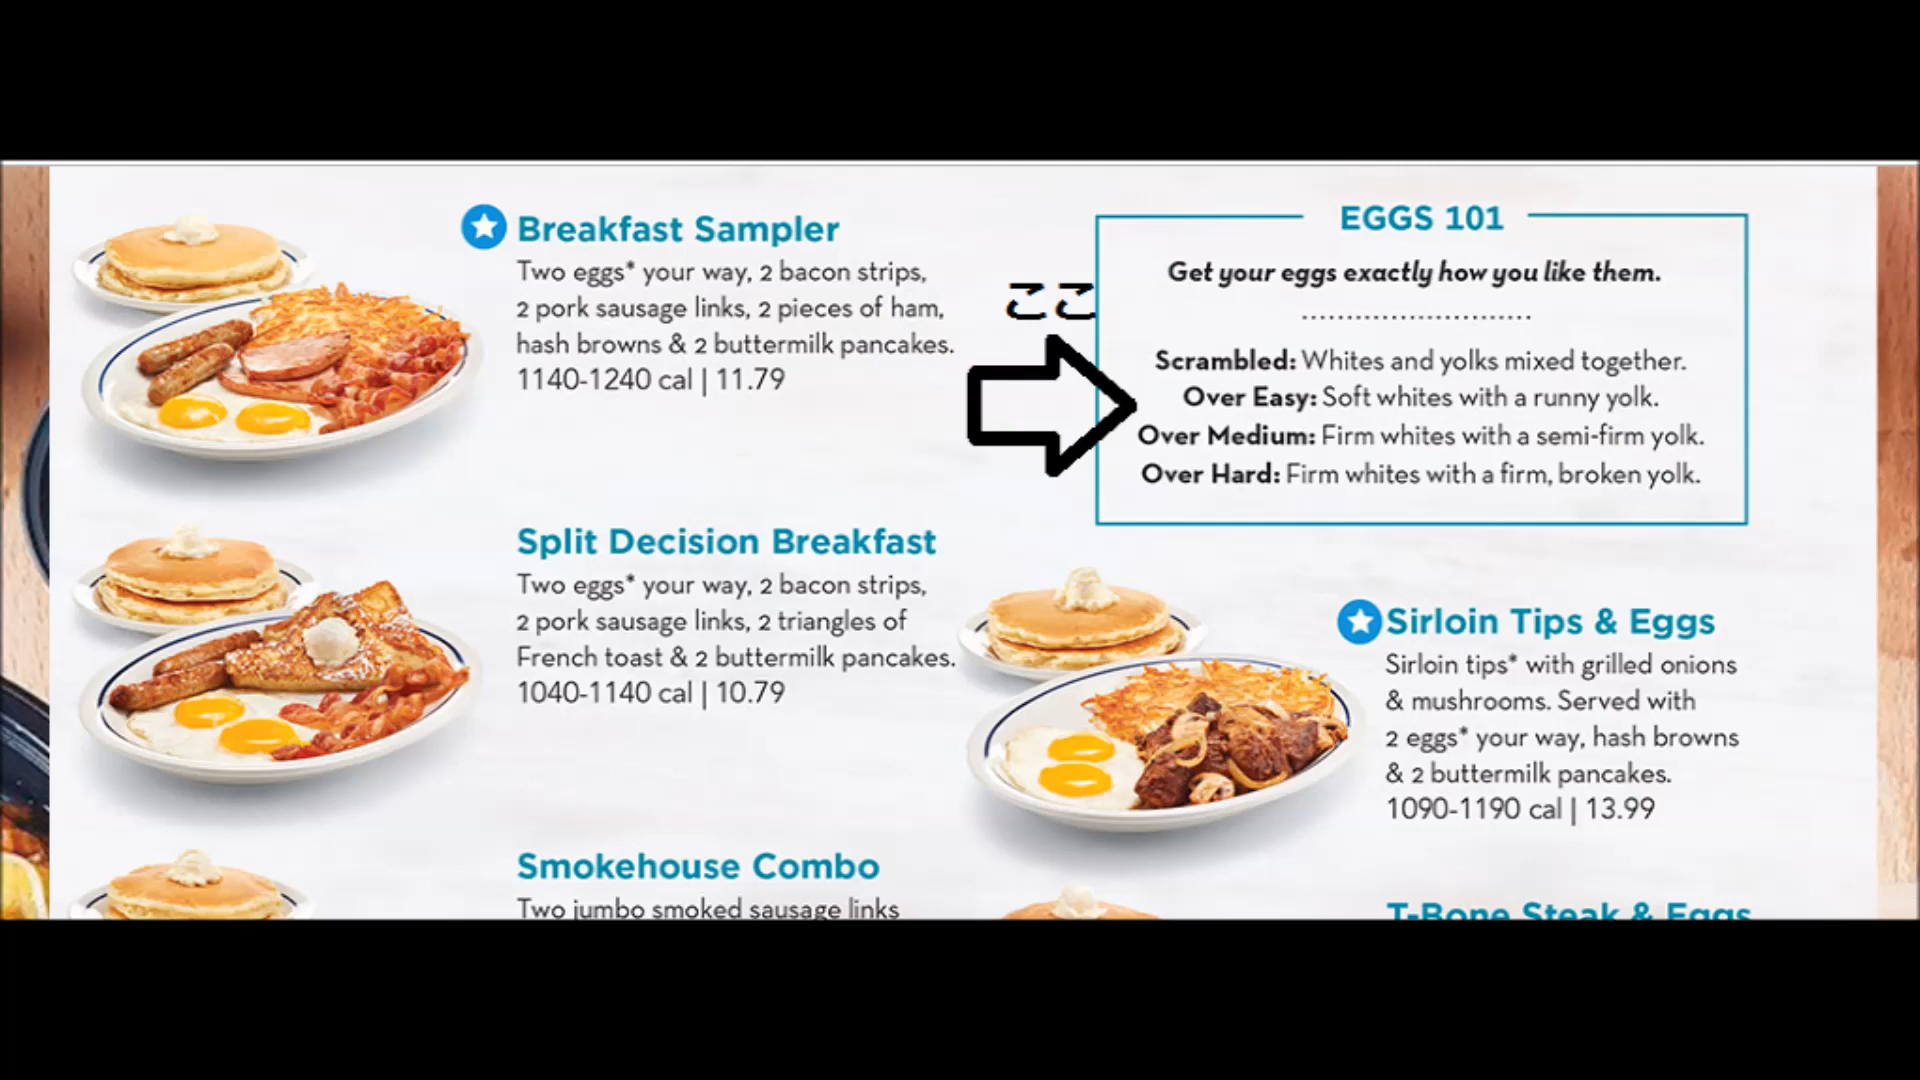 Breakfast Sampler
Two eggs* your way, 2 bacon strips,
2 pork sausage links, 2 pieces of ham,
hash browns & 2 buttermilk pancakes.
1140-1240 cal | 11.79
Split Decision Breakfast
Two eggs* your way, 2 bacon strips,
2 pork sausage links, 2 triangles of
French toast & 2 buttermilk pancakes.
1040-1140 cal | 10.79
Smokehouse Combo
Two jumbo smoked sausage links
ここ
EGGS 101
Get your eggs exactly how you like them.
Scrambled: Whites and yolks mixed together.
Over Easy: Soft whites with a runny yolk.
Over Medium: Firm whites with a semi-firm yolk.
Over Hard: Firm whites with a firm, broken yolk.
Sirloin Tips & Eggs
Sirloin tips* with grilled onions
& mushrooms. Served with
2 eggs* your way, hash browns
& 2 buttermilk pancakes.
1090-1190 cal | 13.99
T-Bone Steak & Eggs